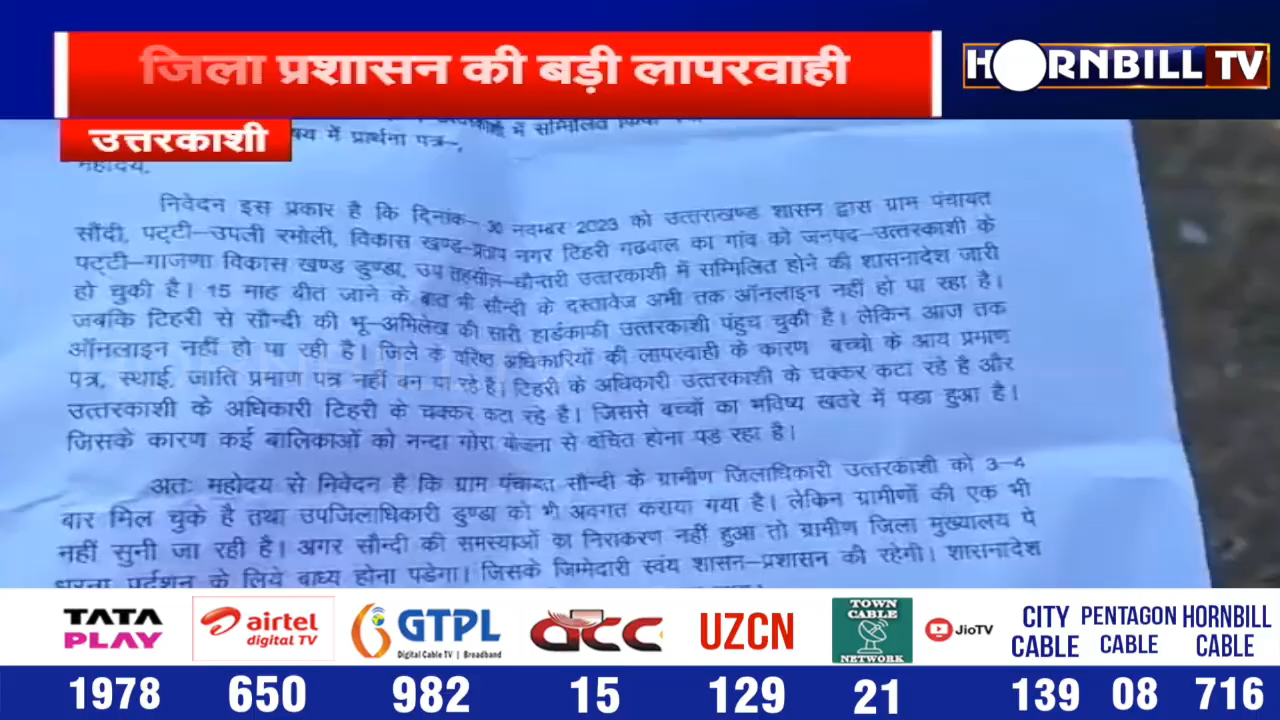 जिला प्रशासन की बड़ी लापरवाही
HORNBILL TV
उत्तरकाशी
में सम्मिलित
में प्रार्थना पत्र-,
महोदय,
निवेदन इस प्रकार है कि दिनांक- 30 नवम्बर 2023 को उत्तराखण्ड शासन द्वारा ग्राम पंचायत
सौंदी, पट्टी-उपली रमोली, विकास खण्ड-प्रताप नगर टिहरी गढवाल का गांव को जनपद-उत्तरकाशी के
पट्टी-गाजणा विकास खण्ड डुण्डा, उप तहसील-धौन्तरी उत्तरकाशी में सम्मिलित होने की शासनादेश जारी
हो चुकी है। 15 माह बीत जाने के बात भी सौन्दी के दस्तावेज अभी तक ऑनलाइन नहीं हो पा रहा है।
जबकि टिहरी से सौन्दी की भू-अभिलेख की सारी हार्डकाफी उत्तरकाशी पंहुच चुकी है। लेकिन आज तक
ऑनलाइन नहीं हो पा रही है। जिले के वरिष्ठ अधिकारियों की लापरवाही के कारण बच्चो के आय प्रमाण
पत्र, स्थाई, जाति प्रमाण पत्र नहीं बन पा रहे है। टिहरी के अधिकारी उत्तरकाशी के चक्कर कटा रहे है और
उत्तरकाशी के अधिकारी टिहरी के चक्कर कटा रहे है। जिससे बच्चों का भविष्य खतरे में पडा हुआ है।
जिसके कारण कई बालिकाओं को नन्दा गोरा योजना से वंचित होना पड रहा है।
अतः महोदय से निवेदन है कि ग्राम पंचायत सौन्दी के ग्रामीण जिलाधिकारी उत्तरकाशी को 3-4
बार मिल चुके है तथा उपजिलाधिकारी डुण्डा को भी अवगत कराया गया है। लेकिन ग्रामीणों की एक भी
नहीं सुनी जा रही है। अगर सौन्दी की समस्याओं का निराकरण नहीं हुआ तो ग्रामीण जिला मुख्यालय पे
धरना प्रर्दशन के लिये बाध्य होना पडेगा। जिसके जिम्मेदारी स्वंय शासन-प्रशासन की रहेगी। शासनादेश
TATA PLAY airtel digital TV GTPL Digital Cable TV | Broadband acc UZCN TOWN CABLE NETWORK JioTV CITY CABLE PENTAGON CABLE HORNBILL CABLE
1978 650 982 15 129 21 139 08 716